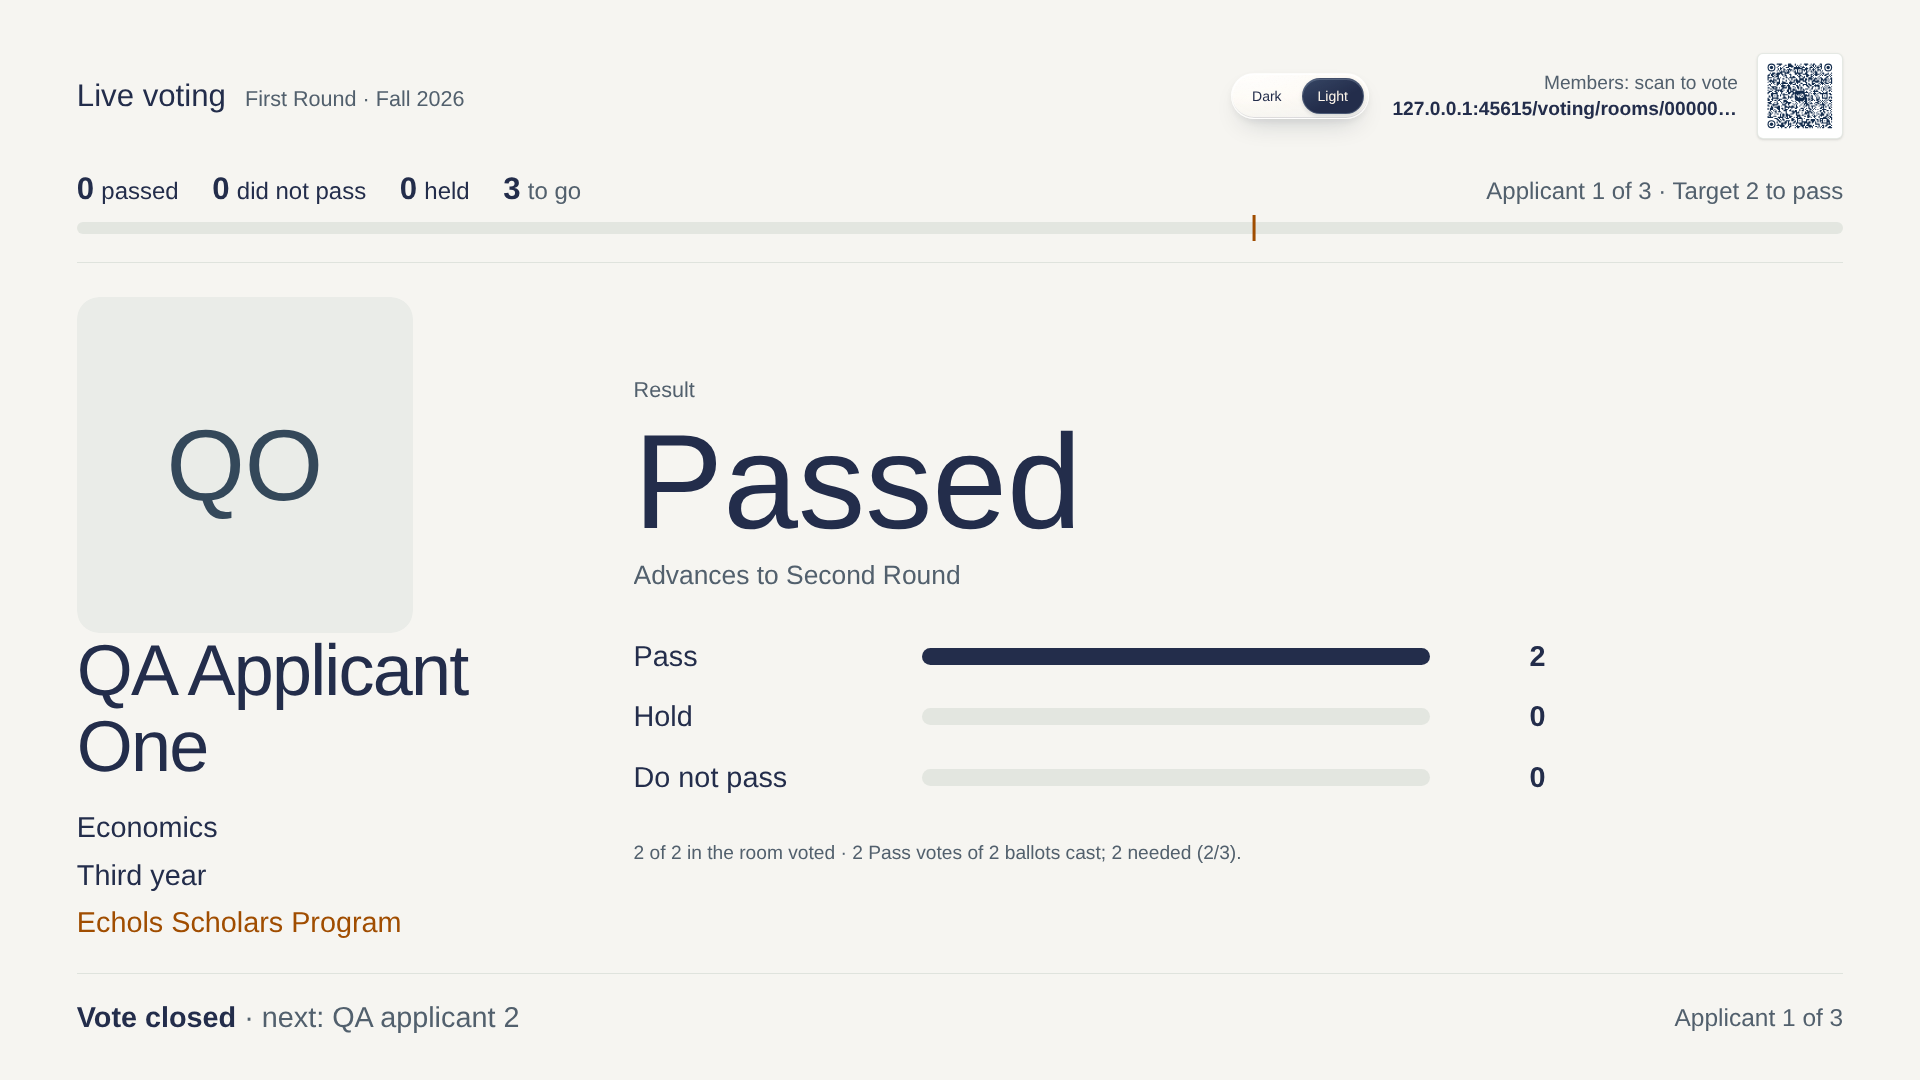 Live voting First Round · Fall 2026
Dark Light
Members: scan to vote
127.0.0.1:45615/voting/rooms/00000…
0 passed 0 did not pass 0 held 3 to go
Applicant 1 of 3 · Target 2 to pass
QO
QA Applicant
One
Economics
Third year
Echols Scholars Program
Result
Passed
Advances to Second Round
Pass 2
Hold 0
Do not pass 0
2 of 2 in the room voted · 2 Pass votes of 2 ballots cast; 2 needed (2/3).
Vote closed · next: QA applicant 2
Applicant 1 of 3